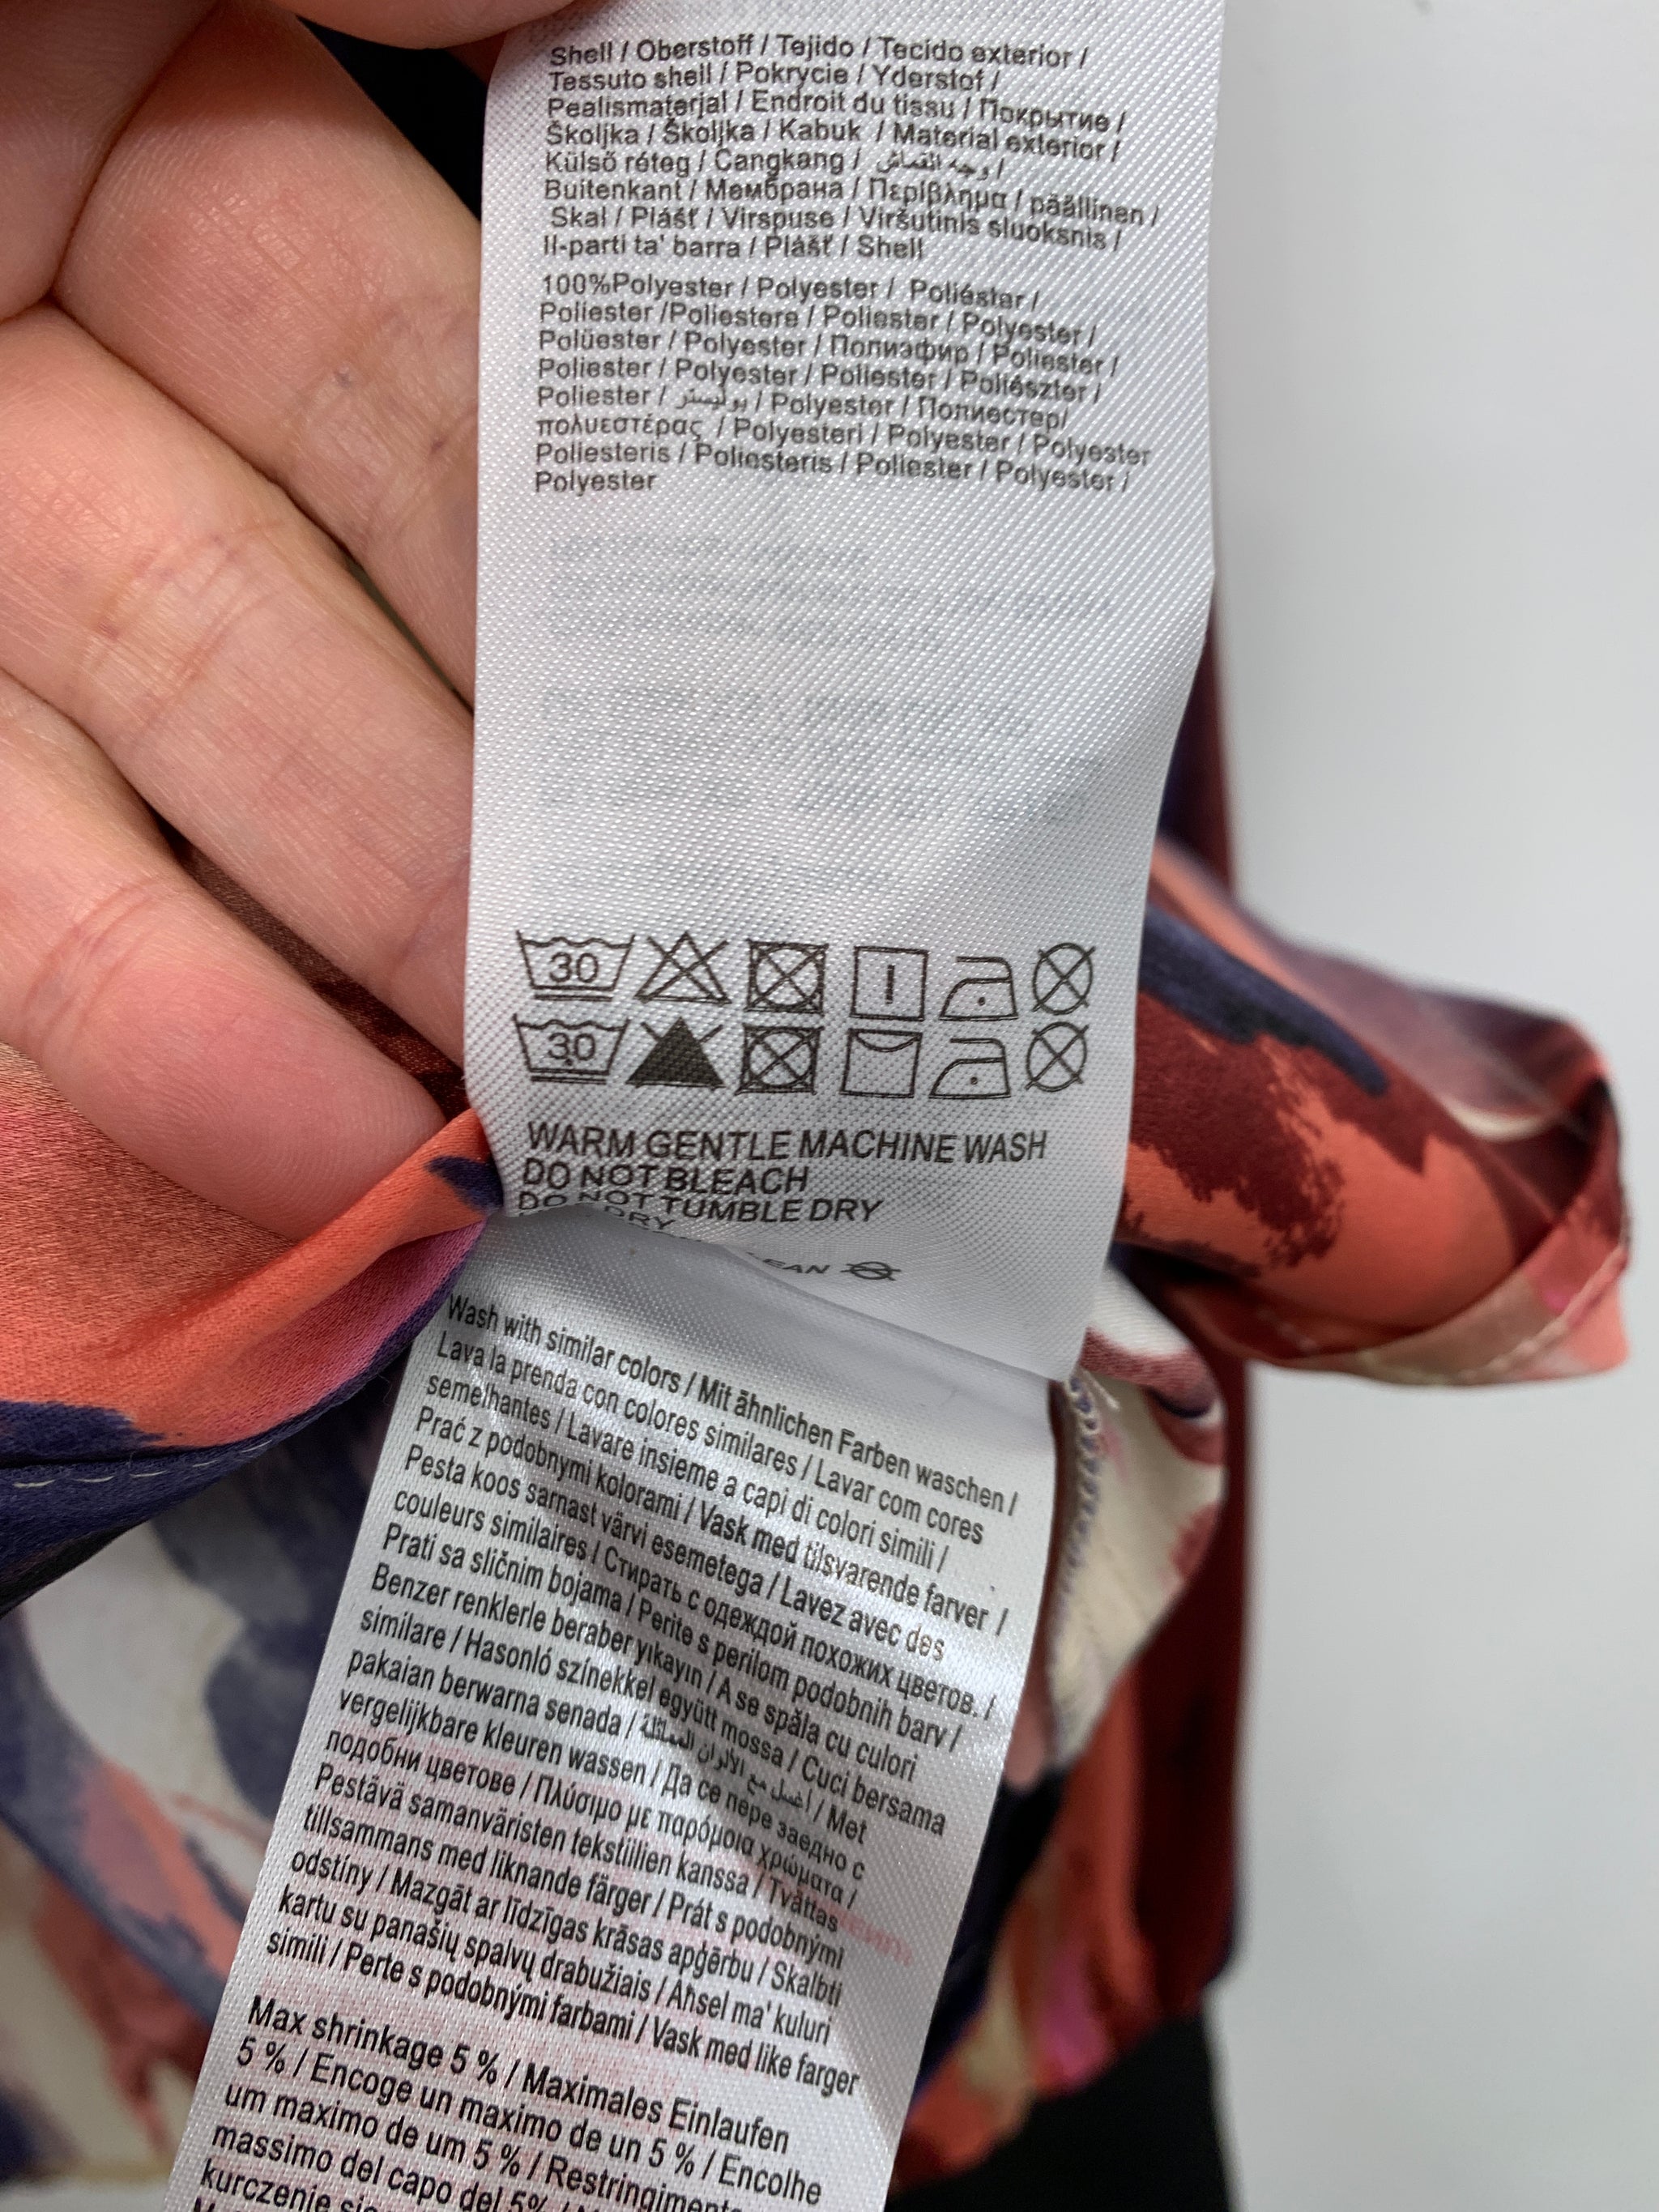 Shell / Oberstoff / Tejido / Tecido exterior /
Tessuto shell / Pokrycie / Yderstof /
Pealismaterjal / Endroit du tissu / Покрытие /
Školjka / Školjka / Kabuk / Material exterior /
Külső réteg / Cangkang / وجه القماش /
Buitenkant / Мембрана / Περίβλημα / päällinen /
Skal / Plášť / Virspuse / Viršutinis sluoksnis /
Il-parti ta' barra / Plášť / Shell
100%Polyester / Polyester / Poliéster /
Poliester /Poliestere / Poliester / Polyester /
Polüester / Polyester / Полиэфир / Poliester /
Poliester / Polyester / Poliester / Poliészter /
Poliester / بوليستر / Polyester / Полиестер/
πολυεστέρας / Polyesteri / Polyester / Polyester
Poliesteris / Poliesteris / Poliester / Polyester /
Polyester
30
30
WARM GENTLE MACHINE WASH
DO NOT BLEACH
DO NOT TUMBLE DRY
DRY
EAN
Wash with similar colors / Mit ähnlichen Farben waschen /
Lava la prenda con colores similares / Lavar com cores
semelhantes / Lavare insieme a capi di colori simili /
Prać z podobnymi kolorami / Vask med tilsvarende farver /
Pesta koos sarnast värvi esemetega / Lavez avec des
couleurs similaires / Стирать с одеждой похожих цветов. /
Prati sa sličnim bojama / Perite s perilom podobnih barv /
Benzer renklerle beraber yıkayın / A se spăla cu culori
similare / Hasonló színekkel együtt mossa / Cuci bersama
pakaian berwarna senada / أغسل مع الألوان المماثلة / Met
vergelijkbare kleuren wassen / Да се пере заедно с
подобни цветове / Πλύσιμο με παρόμοια χρώματα /
Pestävä samanväristen tekstiilien kanssa / Tvättas
tillsammans med liknande färger / Prát s podobnými
odstíny / Mazgāt ar līdzīgas krāsas apģērbu / Skalbti
kartu su panašių spalvų drabužiais / Aħsel ma' kuluri
simili / Perte s podobnými farbami / Vask med like farger
Max shrinkage 5 % / Maximales Einlaufen
5 % / Encoge un maximo de un 5 % / Encolhe
um maximo de um 5 % / Restringimento
massimo del capo del 5% /
kurczenie